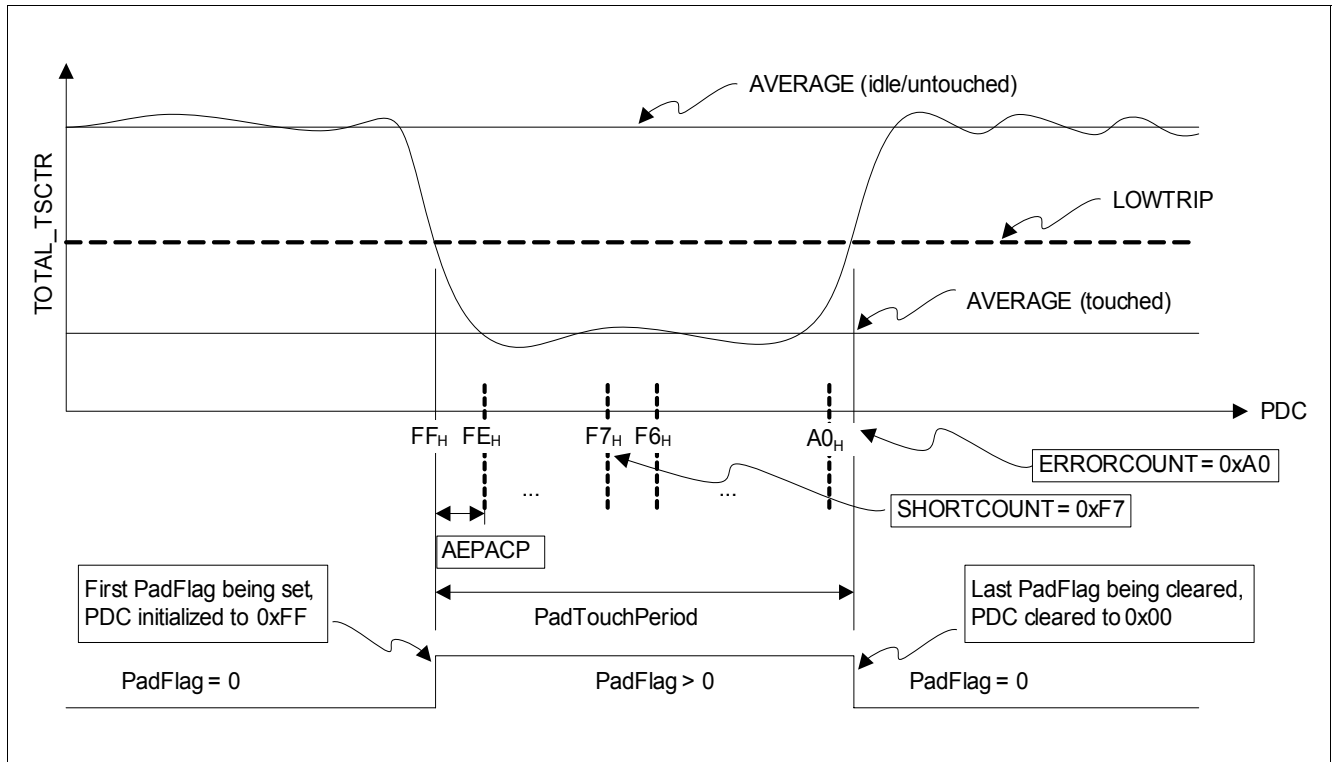 AVERAGE (idle/untouched)
TOTAL_TSCTR
LOWTRIP
AVERAGE (touched)
PDC
FFH FEH F7H F6H A0H
ERRORCOUNT = 0xA0
... ...
SHORTCOUNT = 0xF7
AEPACP
First PadFlag being set,
PDC initialized to 0xFF
PadTouchPeriod
Last PadFlag being cleared,
PDC cleared to 0x00
PadFlag = 0 PadFlag > 0 PadFlag = 0